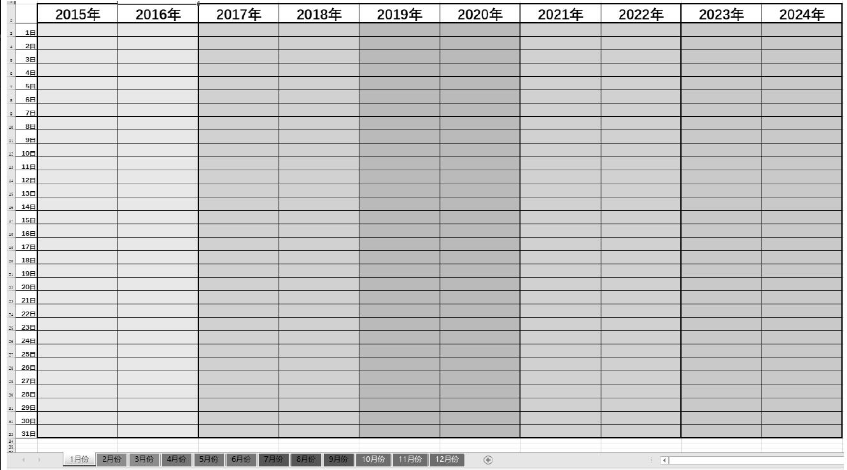 2015年 2016年 2017年 2018年 2019年 2020年 2021年 2022年 2023年 2024年
1日
2日
3日
4日
5日
6日
7日
8日
9日
10日
11日
12日
13日
14日
15日
16日
17日
18日
19日
20日
21日
22日
23日
24日
25日
26日
27日
28日
29日
30日
31日
1月份 2月份 3月份 4月份 5月份 6月份 7月份 8月份 9月份 10月份 11月份 12月份